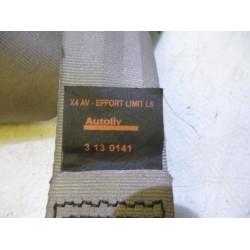 X4 AV - EFFORT LIMIT L6
Autoliv
3 13 0141